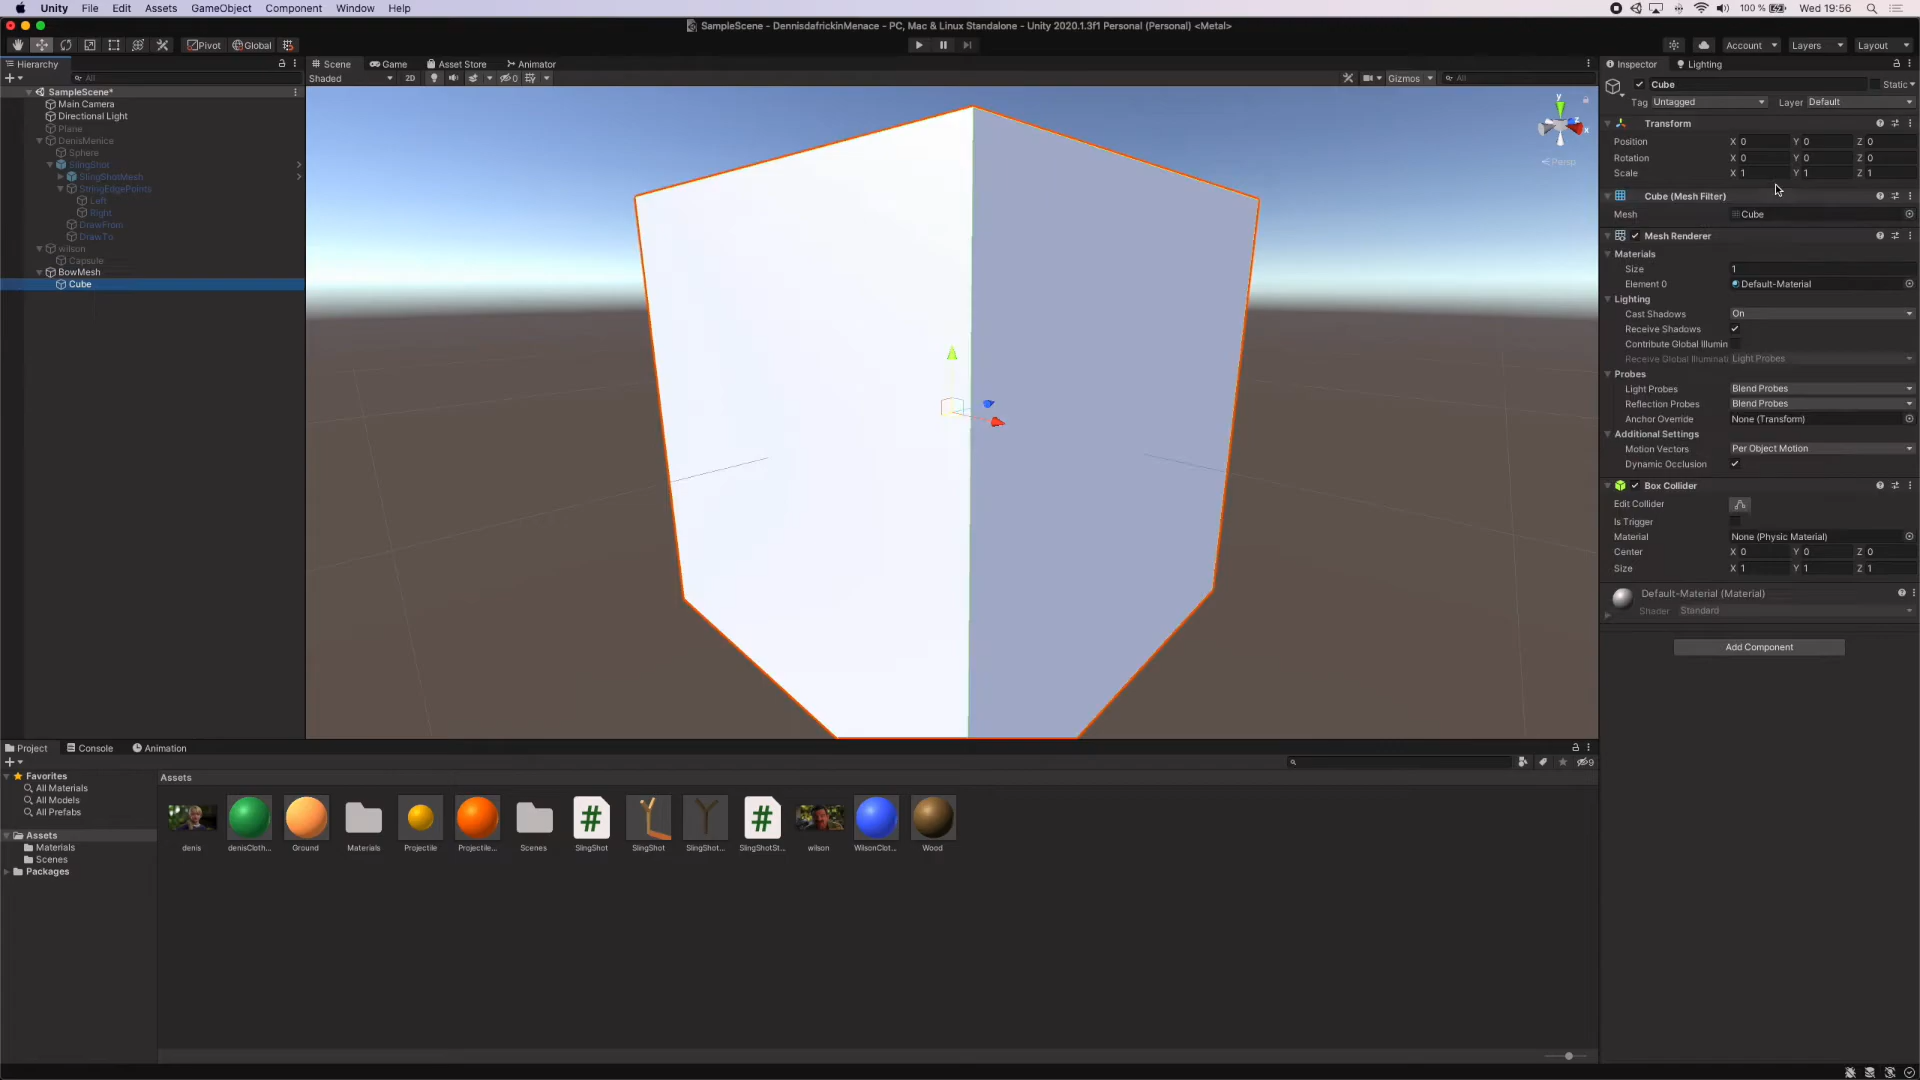 Unity File Edit Assets GameObject Component Window Help 100 % Wed 19:56
SampleScene - DennisdafrickinMenace - PC, Mac & Linux Standalone - Unity 2020.1.3f1 Personal (Personal) <Metal>
Pivot Global Account Layers Layout
Hierarchy
All
SampleScene*
Main Camera
Directional Light
Plane
DenisMenice
Sphere
SlingShot
SlingShotMesh
StringEdgePoints
Left
Right
DrawFrom
DrawTo
wilson
Capsule
BowMesh
Cube
Scene Game Asset Store Animator
Shaded 2D 0 Gizmos All
y
z
x
Persp
Inspector Lighting
Cube Static
Tag Untagged Layer Default
Transform
Position X 0 Y 0 Z 0
Rotation X 0 Y 0 Z 0
Scale X 1 Y 1 Z 1
Cube (Mesh Filter)
Mesh Cube
Mesh Renderer
Materials
Size 1
Element 0 Default-Material
Lighting
Cast Shadows On
Receive Shadows
Contribute Global Illumin
Receive Global Illuminati Light Probes
Probes
Light Probes Blend Probes
Reflection Probes Blend Probes
Anchor Override None (Transform)
Additional Settings
Motion Vectors Per Object Motion
Dynamic Occlusion
Box Collider
Edit Collider
Is Trigger
Material None (Physic Material)
Center X 0 Y 0 Z 0
Size X 1 Y 1 Z 1
Default-Material (Material)
Shader Standard
Add Component
Project Console Animation
9
Favorites
All Materials
All Models
All Prefabs
Assets
Materials
Scenes
Packages
Assets
denis denisCloth... Ground Materials Projectile Projectile... Scenes SlingShot SlingShot SlingShot... SlingShotSt... wilson WilsonClot... Wood